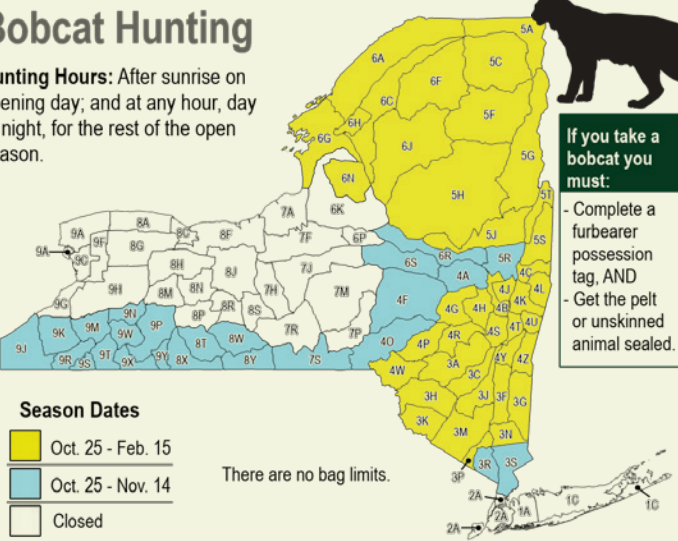 Bobcat Hunting
unting Hours: After sunrise on
ening day; and at any hour, day
night, for the rest of the open
eason.
5A
6A
5C
6F
6C
5F
6H
6G
6J
5G
6N
5H
5T
7A
6K
8A
9A
9F
8C
8F
7F
6P
5J
5S
9A
9C
8G
6S
6R
5R
8H
8J
7J
4A
4C
9H
8M
8N
7H
7M
4F
4J
4L
9G
8P
8R
8S
4G
4H
4B
4K
9N
9M
9P
9K
9W
7R
7P
4R
4S
4T
4U
9J
8T
8W
4O
4P
9R
9S
9T
9X
9Y
8X
8Y
7S
4W
3A
3C
4Y
4Z
3H
3J
3F
3G
3K
3M
3N
3P
3R
3S
2A
2A
2A
1A
1C
1C
If you take a
bobcat you
must:
- Complete a
furbearer
possession
tag, AND
- Get the pelt
or unskinned
animal sealed.
Season Dates
Oct. 25 - Feb. 15
Oct. 25 - Nov. 14
Closed
There are no bag limits.